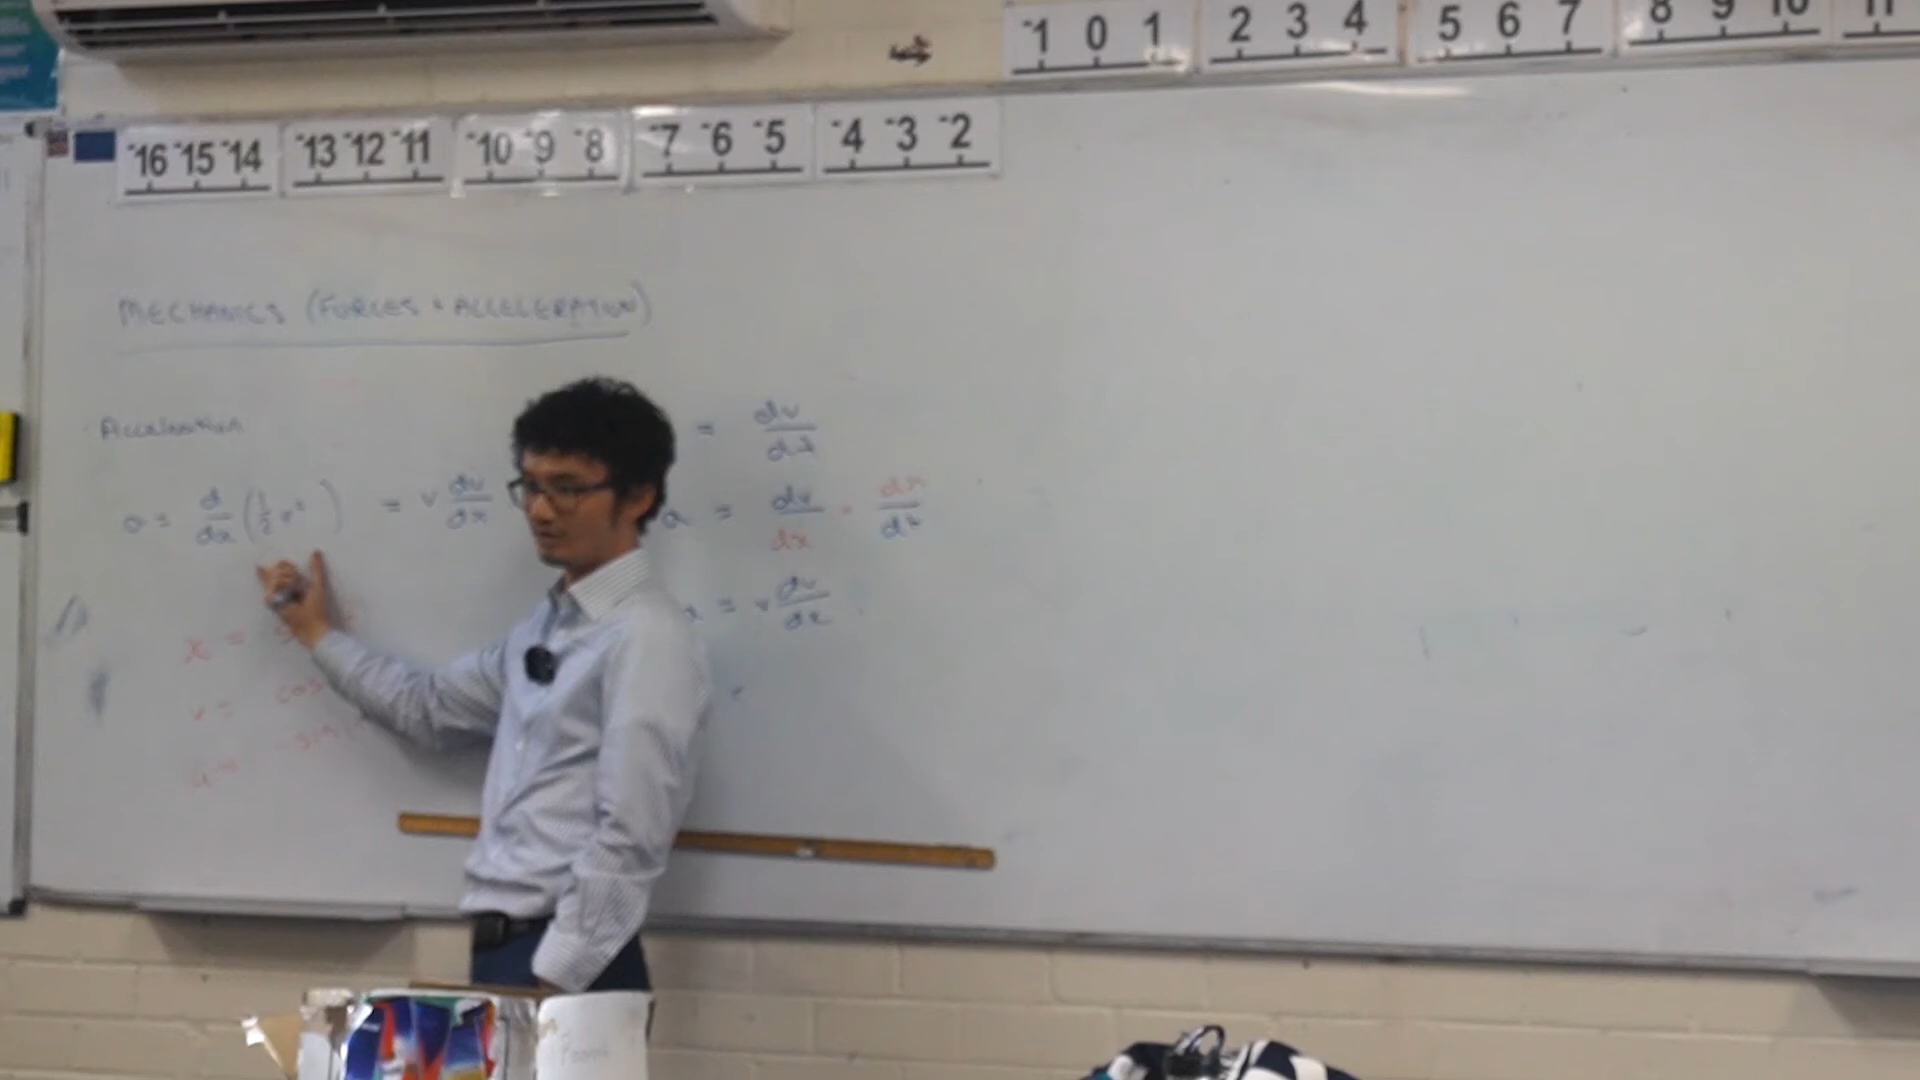 -1 0 1 2 3 4 5 6 7 8 9 10 11
-16 -15 -14 -13 -12 -11 -10 -9 -8 -7 -6 -5 -4 -3 -2
MECHANICS (FORCES + ACCELERATION)
Acceleration
= dv/dt
a = d/dx (1/2 v²) = v dv/dx
a = dv/dx · dx/dt
= v dv/dx
x =
v = cos
-sin